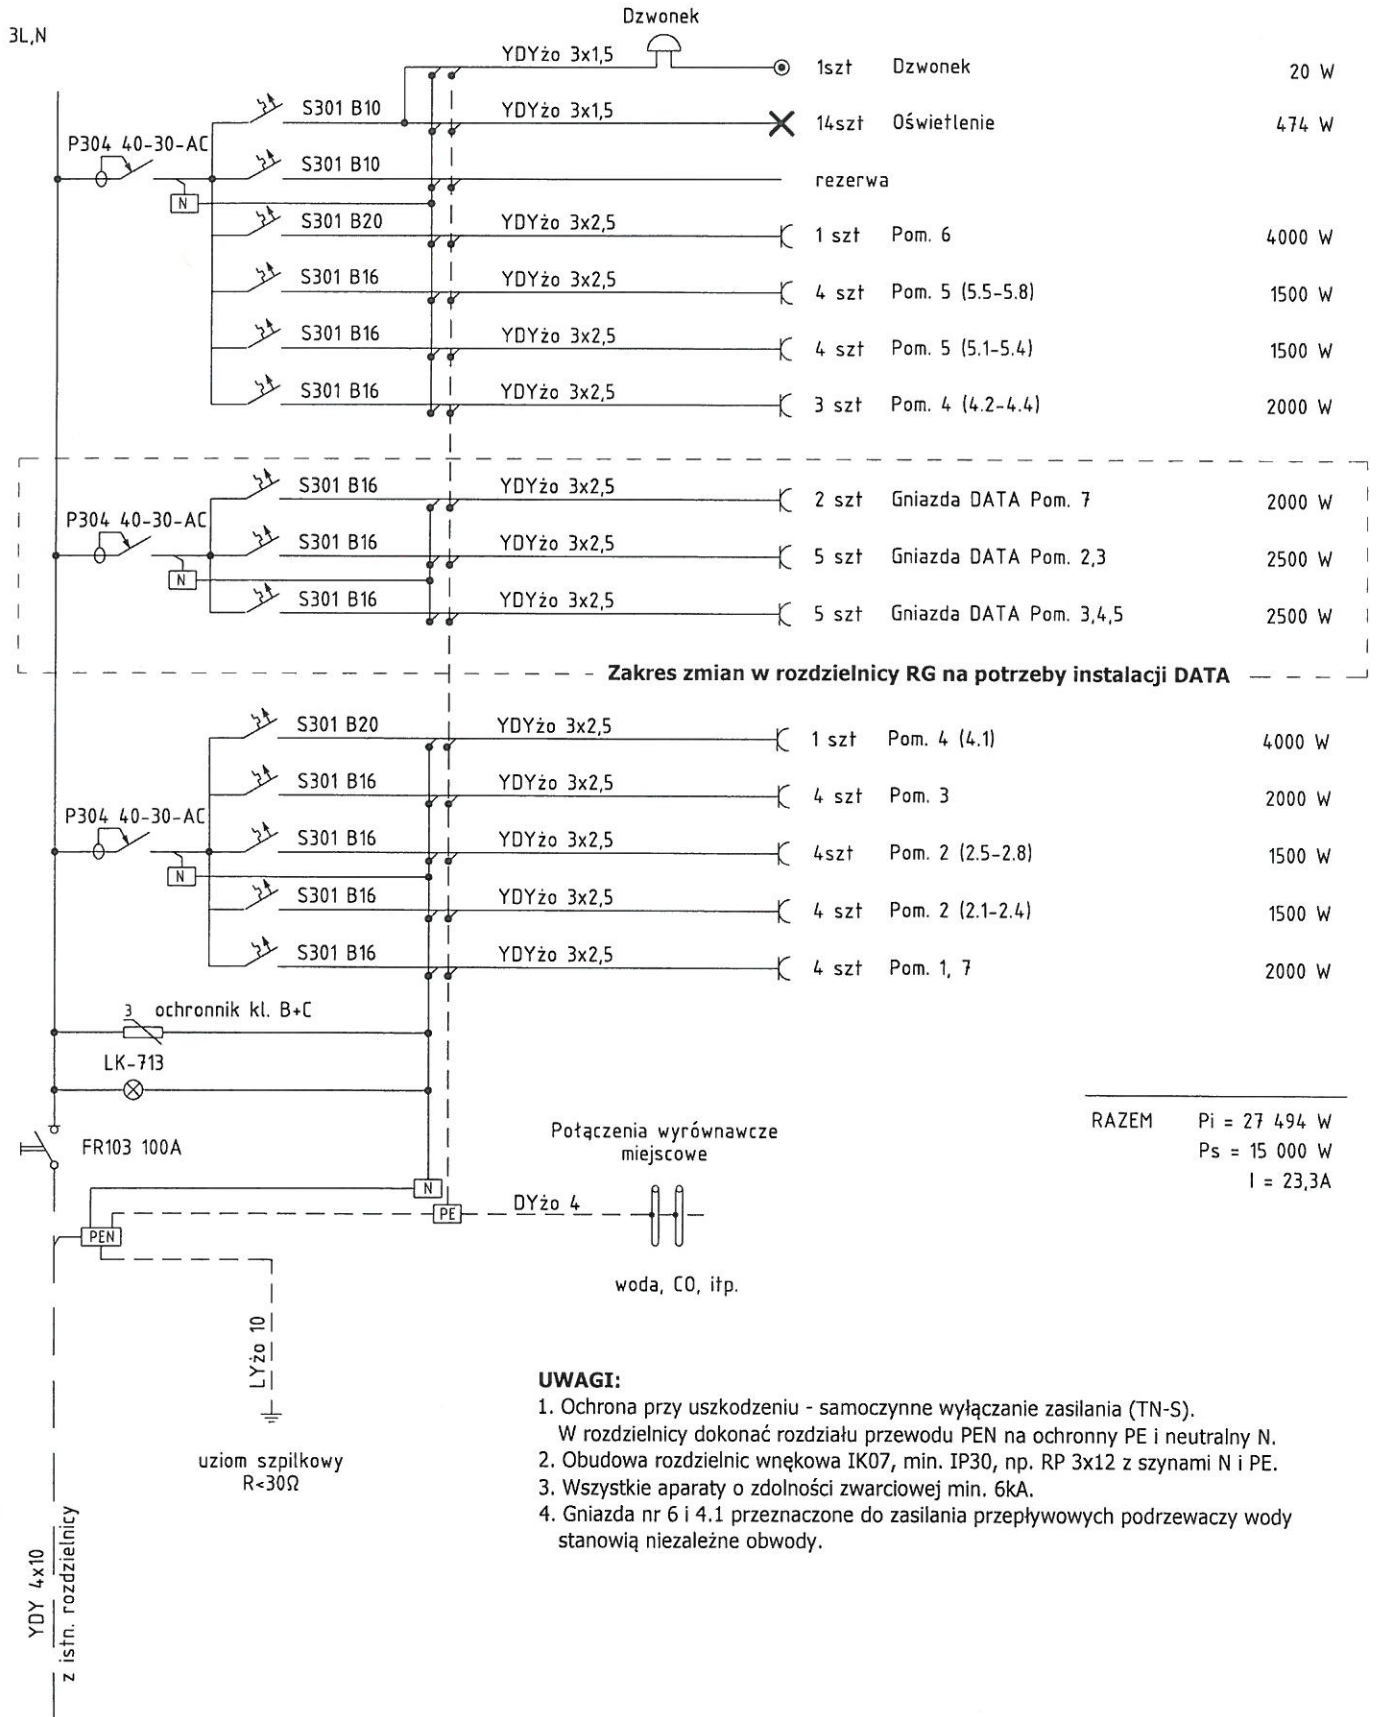 3L,N
Dzwonek
YDYżo 3x1,5 1szt Dzwonek 20 W
S301 B10 YDYżo 3x1,5 14szt Oświetlenie 474 W
P304 40-30-AC
S301 B10 rezerwa
N
S301 B20 YDYżo 3x2,5 1 szt Pom. 6 4000 W
S301 B16 YDYżo 3x2,5 4 szt Pom. 5 (5.5-5.8) 1500 W
S301 B16 YDYżo 3x2,5 4 szt Pom. 5 (5.1-5.4) 1500 W
S301 B16 YDYżo 3x2,5 3 szt Pom. 4 (4.2-4.4) 2000 W
S301 B16 YDYżo 3x2,5 2 szt Gniazda DATA Pom. 7 2000 W
P304 40-30-AC
S301 B16 YDYżo 3x2,5 5 szt Gniazda DATA Pom. 2,3 2500 W
N
S301 B16 YDYżo 3x2,5 5 szt Gniazda DATA Pom. 3,4,5 2500 W
Zakres zmian w rozdzielnicy RG na potrzeby instalacji DATA
S301 B20 YDYżo 3x2,5 1 szt Pom. 4 (4.1) 4000 W
S301 B16 YDYżo 3x2,5 4 szt Pom. 3 2000 W
P304 40-30-AC
S301 B16 YDYżo 3x2,5 4szt Pom. 2 (2.5-2.8) 1500 W
N
S301 B16 YDYżo 3x2,5 4 szt Pom. 2 (2.1-2.4) 1500 W
S301 B16 YDYżo 3x2,5 4 szt Pom. 1, 7 2000 W
3 ochronnik kl. B+C
LK-713
FR103 100A
RAZEM Pi = 27 494 W
Ps = 15 000 W
I = 23,3A
Połączenia wyrównawcze
miejscowe
N
PE
DYżo 4
PEN
woda, CO, itp.
LYżo 10
uziom szpilkowy
R<30Ω
YDY 4x10
z istn. rozdzielnicy
UWAGI:
1. Ochrona przy uszkodzeniu - samoczynne wyłączanie zasilania (TN-S).
W rozdzielnicy dokonać rozdziału przewodu PEN na ochronny PE i neutralny N.
2. Obudowa rozdzielnic wnękowa IK07, min. IP30, np. RP 3x12 z szynami N i PE.
3. Wszystkie aparaty o zdolności zwarciowej min. 6kA.
4. Gniazda nr 6 i 4.1 przeznaczone do zasilania przepływowych podrzewaczy wody
stanowią niezależne obwody.